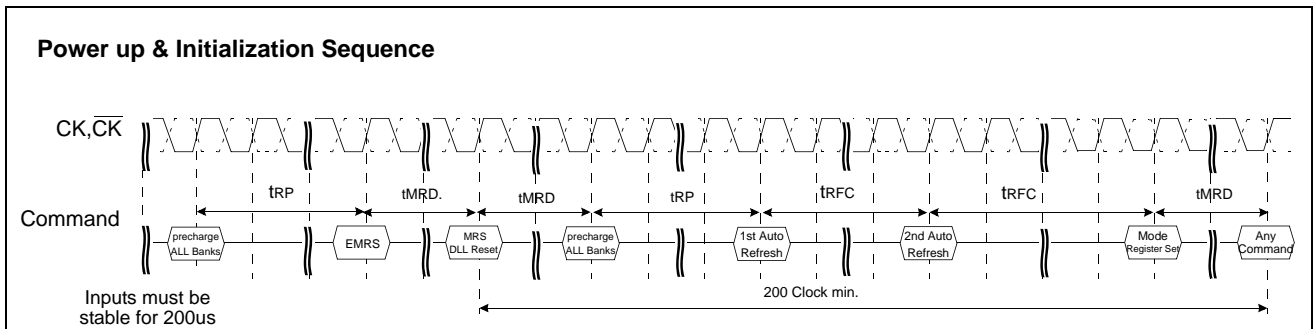 Power up & Initialization Sequence
CK,CK
tRP
tMRD.
tMRD
tRP
tRFC
tRFC
tMRD
Command
precharge
ALL Banks
EMRS
MRS
DLL Reset
precharge
ALL Banks
1st Auto
Refresh
2nd Auto
Refresh
Mode
Register Set
Any
Command
Inputs must be
stable for 200us
200 Clock min.